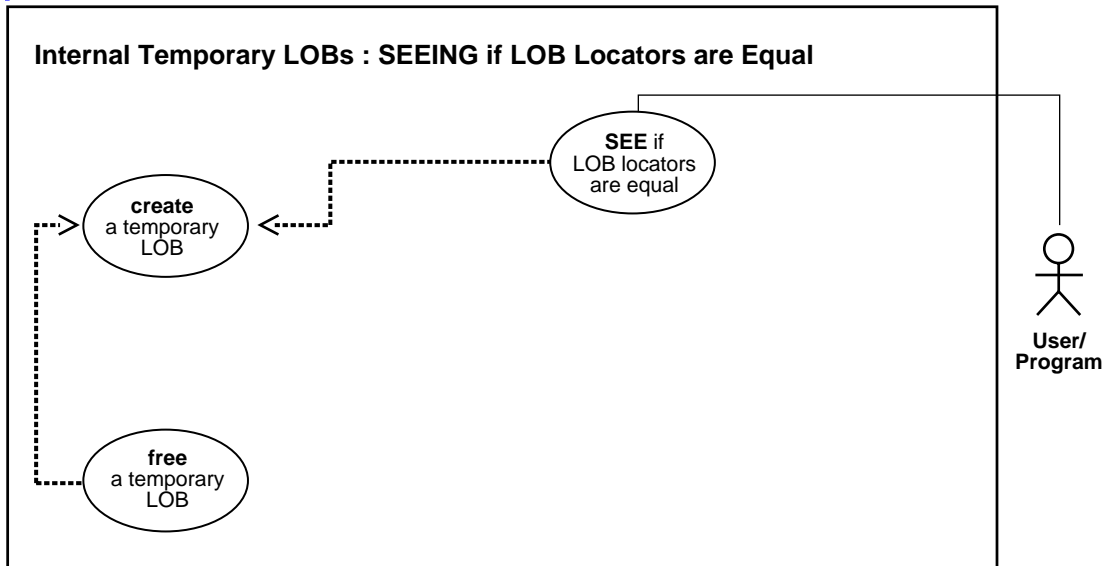 Internal Temporary LOBs : SEEING if LOB Locators are Equal
SEE if
LOB locators
are equal
create
a temporary
LOB
User/
Program
free
a temporary
LOB